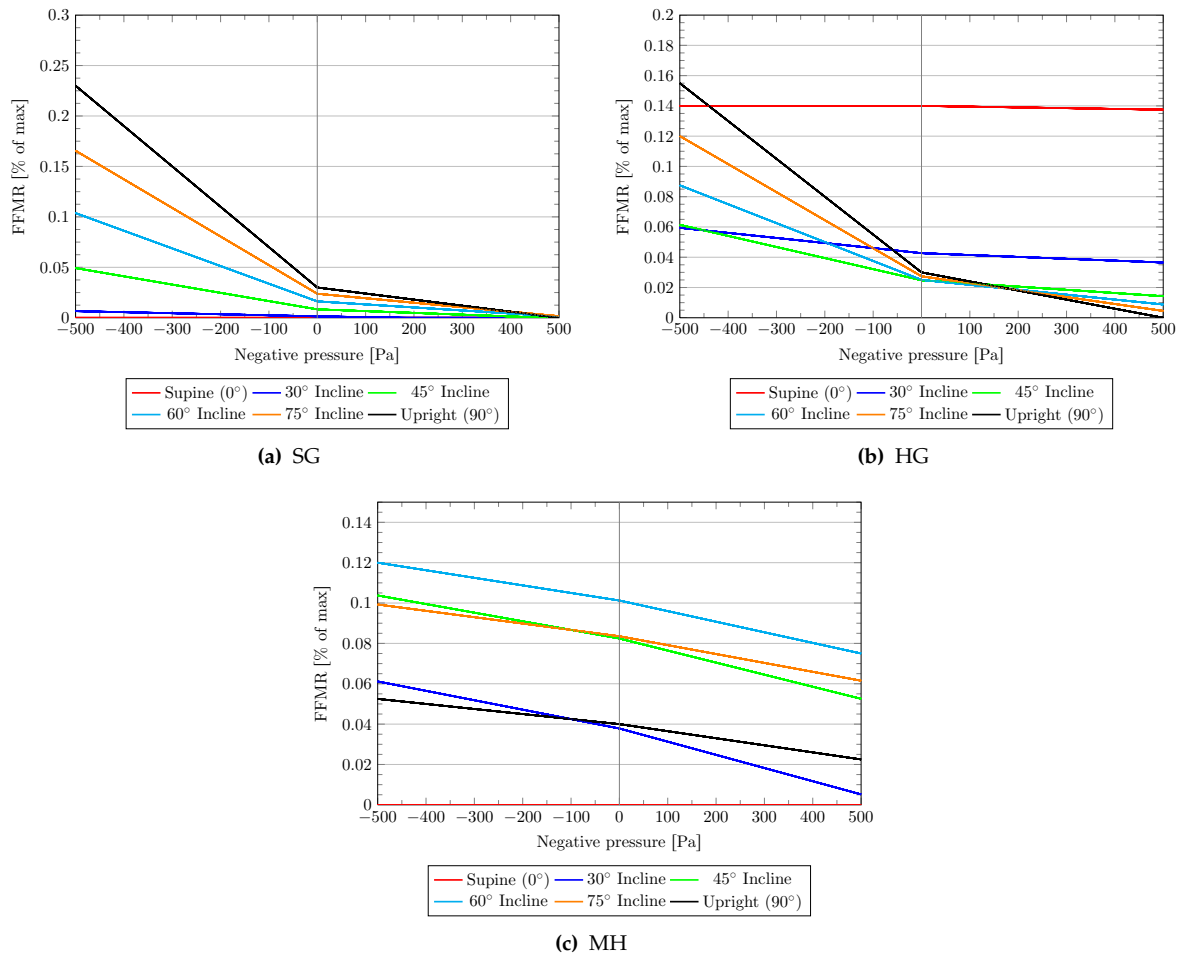 0.3
0.25
0.2
0.15
0.1
0.05
0
FFMR [% of max]
−500 −400 −300 −200 −100 0 100 200 300 400 500
Negative pressure [Pa]
Supine (0°) 30° Incline 45° Incline
60° Incline 75° Incline Upright (90°)
(a) SG
0.2
0.18
0.16
0.14
0.12
0.1
0.08
0.06
0.04
0.02
0
FFMR [% of max]
−500 −400 −300 −200 −100 0 100 200 300 400 500
Negative pressure [Pa]
Supine (0°) 30° Incline 45° Incline
60° Incline 75° Incline Upright (90°)
(b) HG
0.14
0.12
0.1
0.08
0.06
0.04
0.02
0
FFMR [% of max]
−500 −400 −300 −200 −100 0 100 200 300 400 500
Negative pressure [Pa]
Supine (0°) 30° Incline 45° Incline
60° Incline 75° Incline Upright (90°)
(c) MH